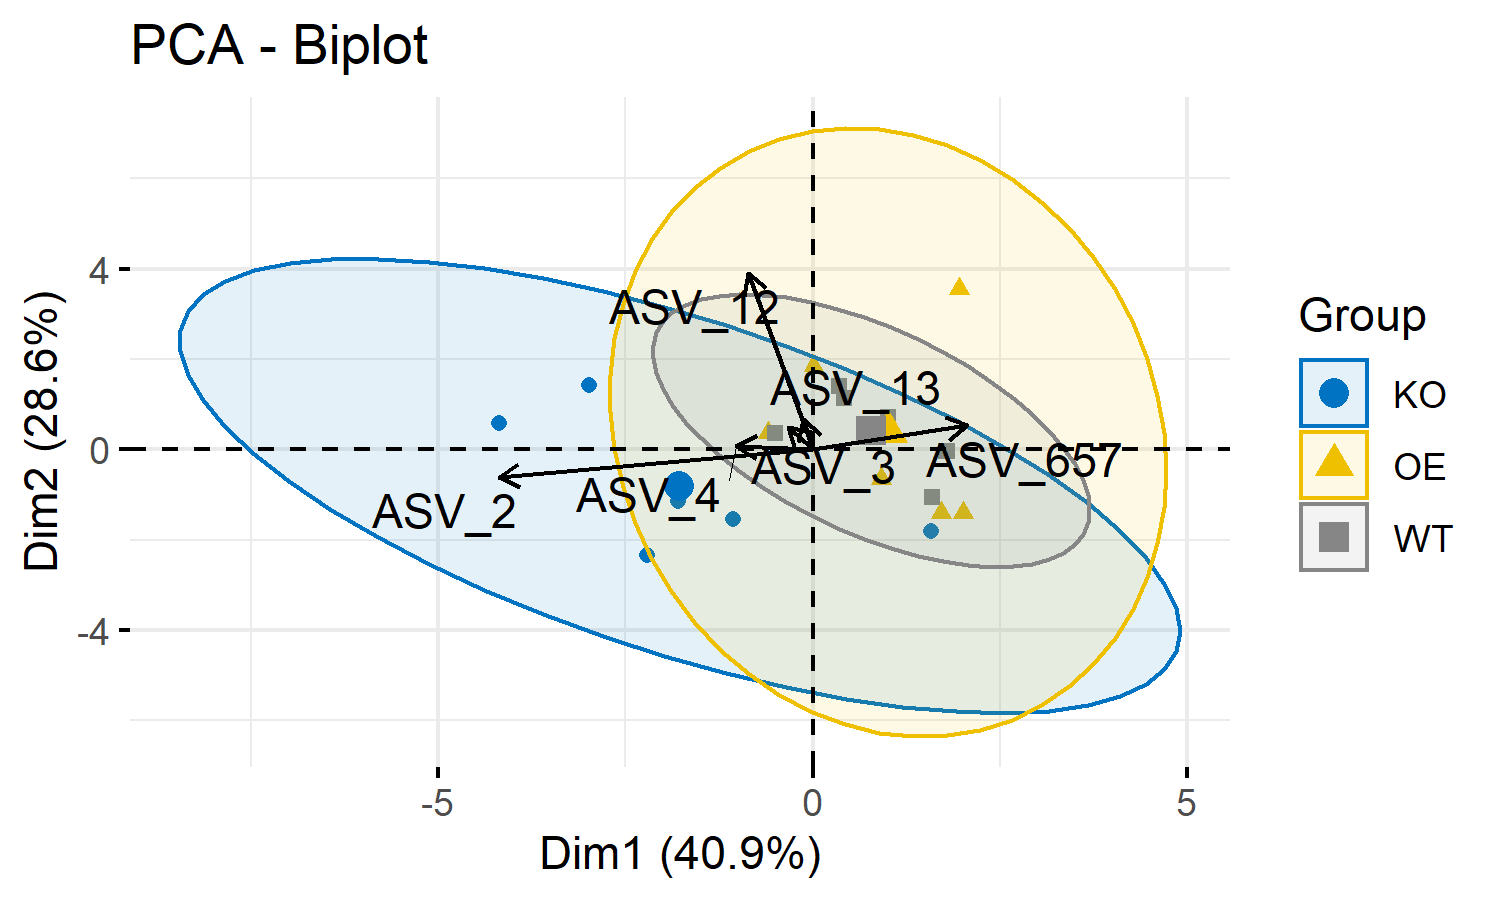 PCA - Biplot
Dim2 (28.6%)
4
0
-4
ASV_12
ASV_13
ASV_3
ASV_657
ASV_4
ASV_2
-5
0
5
Dim1 (40.9%)
Group
KO
OE
WT